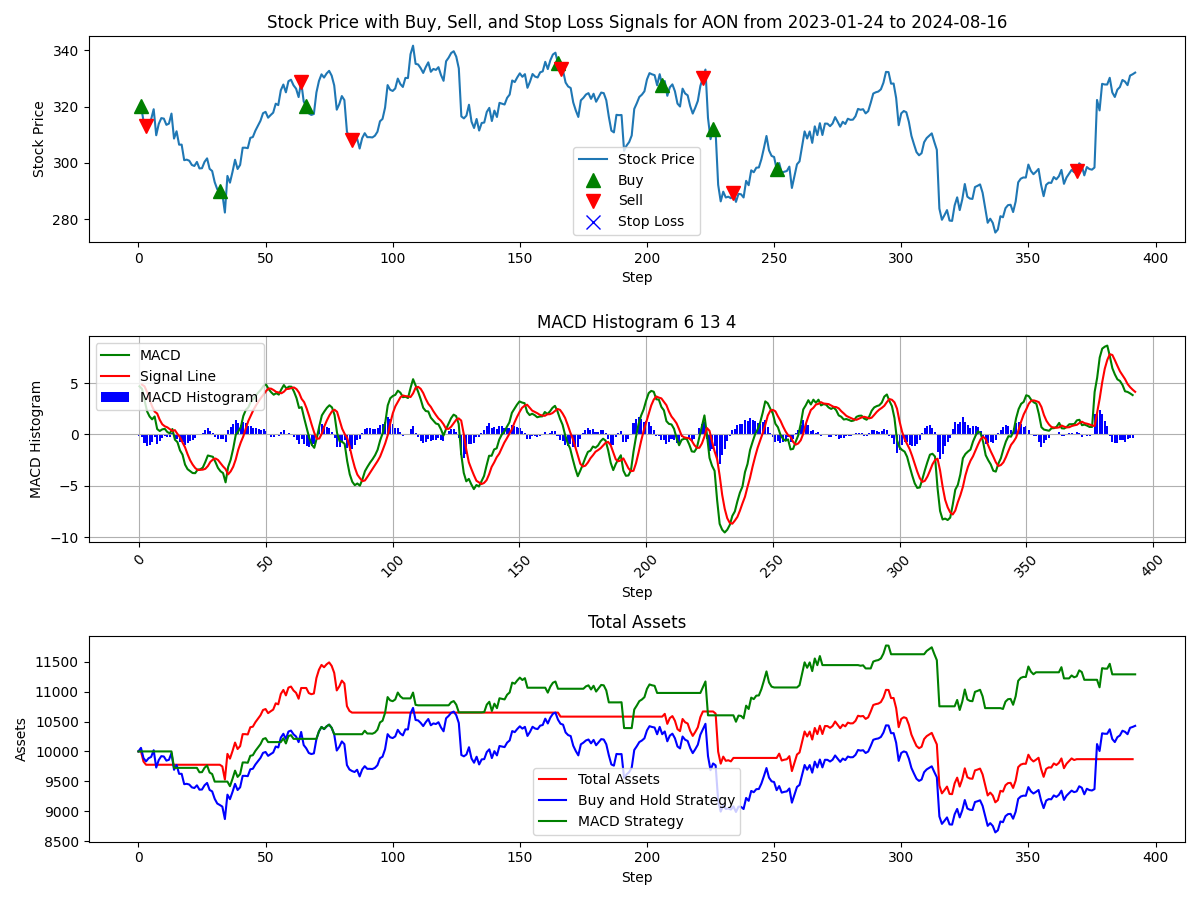 Stock Price with Buy, Sell, and Stop Loss Signals for AON from 2023-01-24 to 2024-08-16
340
320
300
280
Stock Price
Stock Price
Buy
Sell
Stop Loss
0 50 100 150 200 250 300 350 400
Step
MACD Histogram 6 13 4
MACD
Signal Line
MACD Histogram
5
0
−5
−10
MACD Histogram
0 50 100 150 200 250 300 350 400
Step
Total Assets
11500
11000
10500
10000
9500
9000
8500
Assets
Total Assets
Buy and Hold Strategy
MACD Strategy
0 50 100 150 200 250 300 350 400
Step